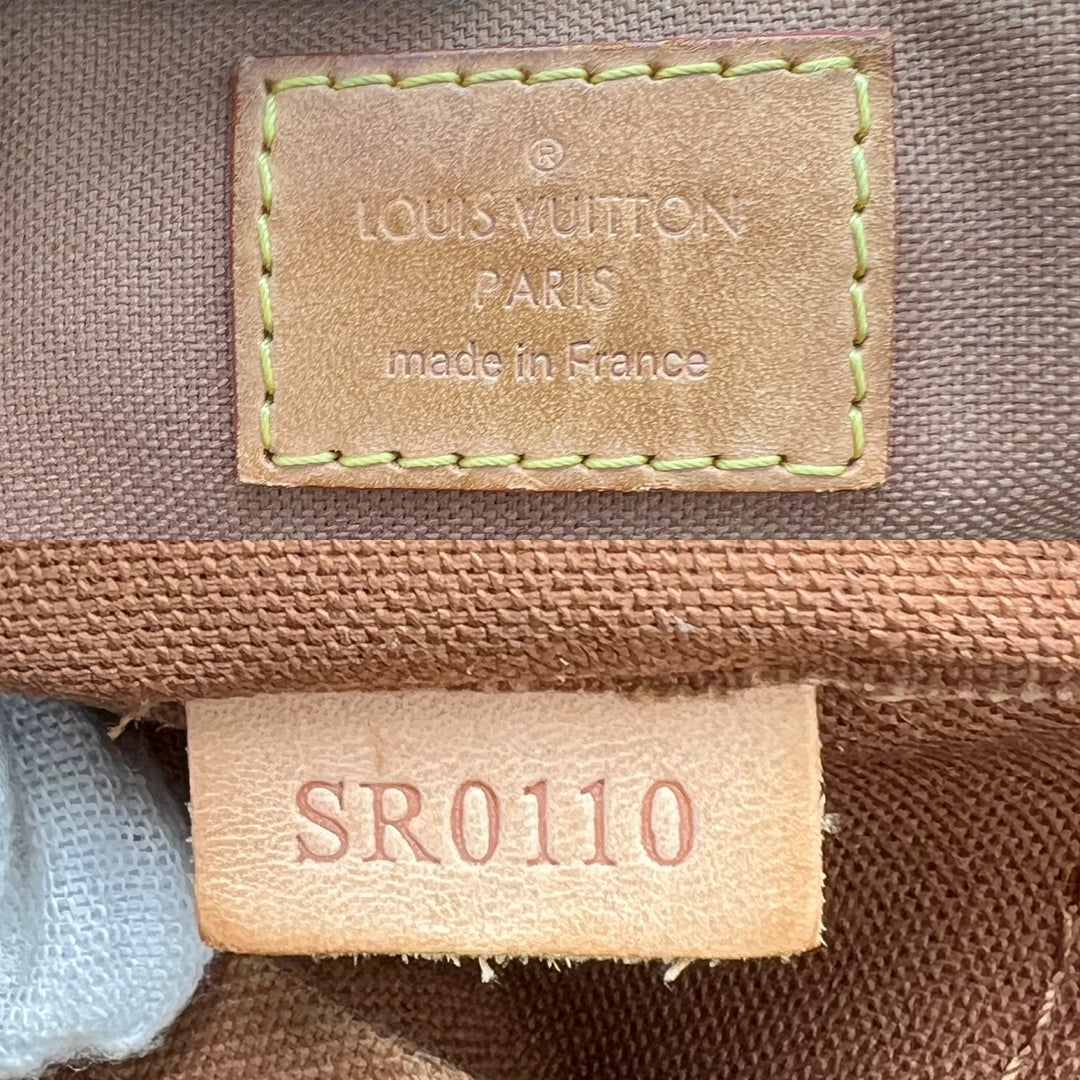 ®
LOUIS VUITTON
PARIS
made in France
SR0110